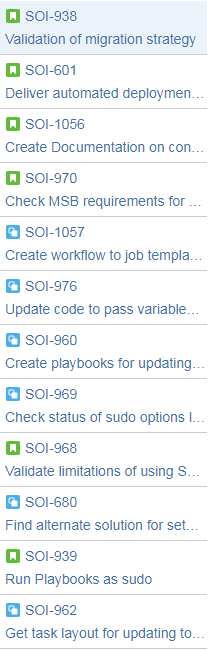 SOI-938
Validation of migration strategy
SOI-601
Deliver automated deploymen...
SOI-1056
Create Documentation on con...
SOI-970
Check MSB requirements for ...
SOI-1057
Create workflow to job templa...
SOI-976
Update code to pass variable...
SOI-960
Create playbooks for updating...
SOI-969
Check status of sudo options l...
SOI-968
Validate limitations of using S...
SOI-680
Find alternate solution for set...
SOI-939
Run Playbooks as sudo
SOI-962
Get task layout for updating to...